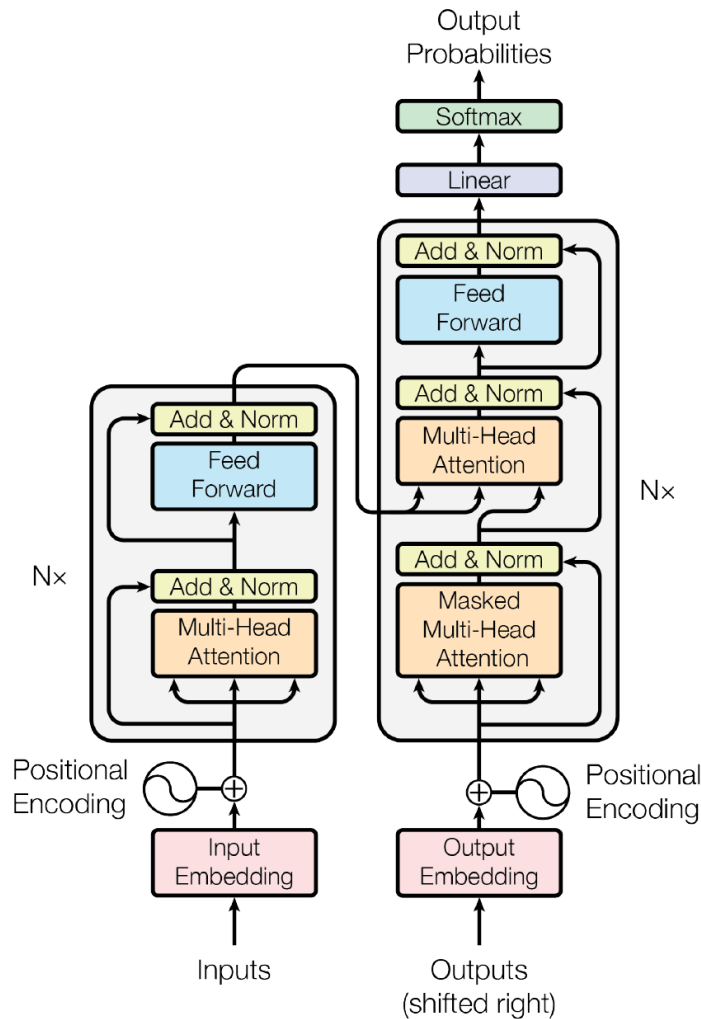 Output
Probabilities
Softmax
Linear
Add & Norm
Feed
Forward
Add & Norm
Multi-Head
Attention
Add & Norm
Masked
Multi-Head
Attention
N×
Add & Norm
Feed
Forward
Add & Norm
Multi-Head
Attention
N×
Positional
Encoding
Positional
Encoding
Input
Embedding
Output
Embedding
Inputs
Outputs
(shifted right)